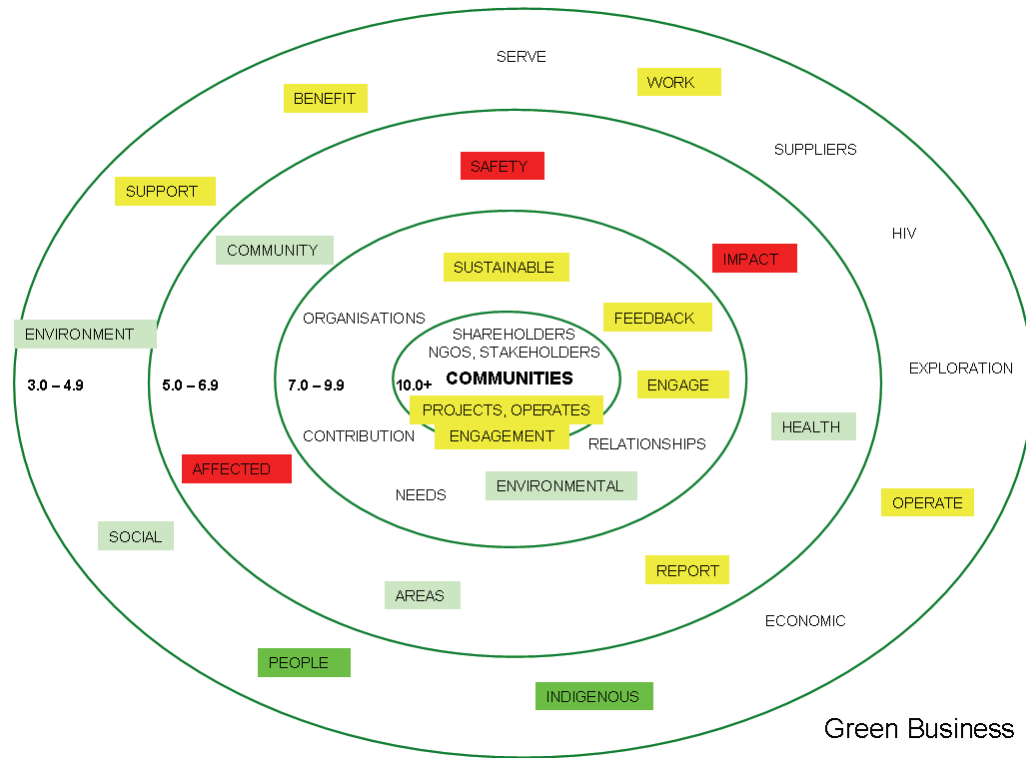 SERVE
WORK
BENEFIT
SUPPLIERS
SAFETY
SUPPORT
HIV
COMMUNITY
IMPACT
SUSTAINABLE
ORGANISATIONS
FEEDBACK
ENVIRONMENT
SHAREHOLDERS
NGOS, STAKEHOLDERS
EXPLORATION
3.0 – 4.9
5.0 – 6.9
7.0 – 9.9
10.0+
COMMUNITIES
ENGAGE
PROJECTS, OPERATES
HEALTH
CONTRIBUTION
ENGAGEMENT
RELATIONSHIPS
AFFECTED
ENVIRONMENTAL
NEEDS
OPERATE
SOCIAL
REPORT
AREAS
ECONOMIC
PEOPLE
INDIGENOUS
Green Business